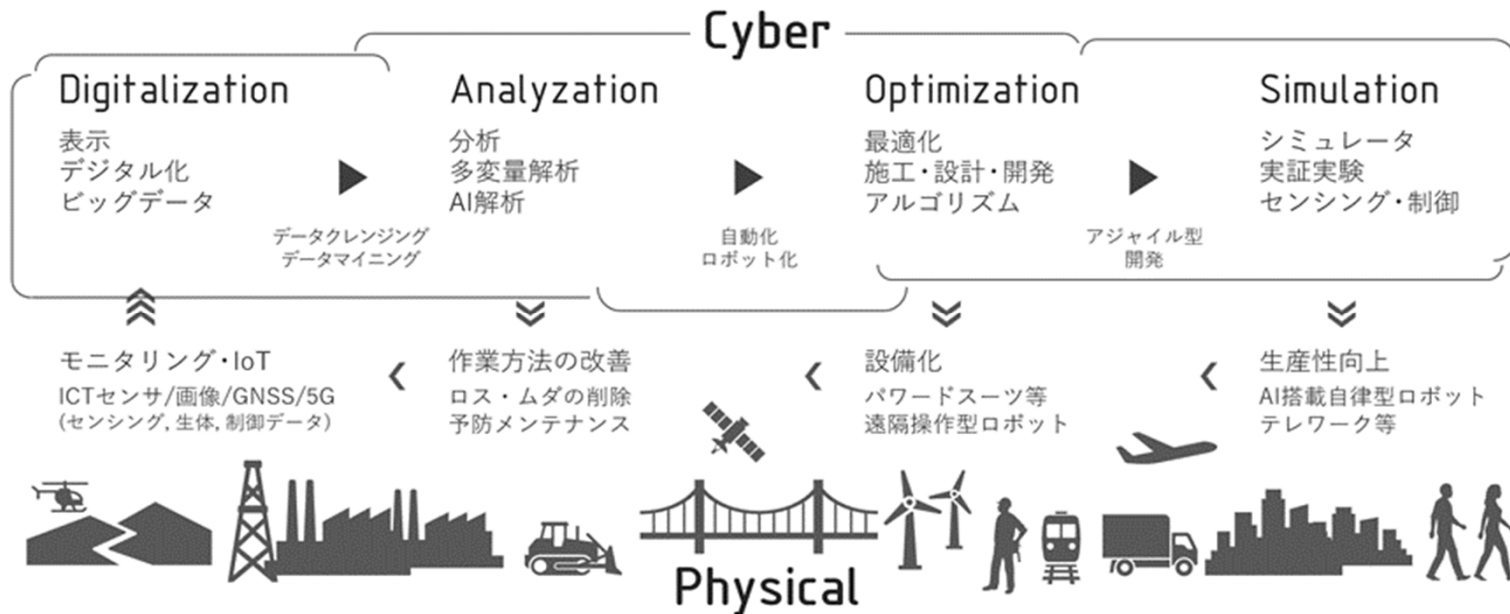 Cyber
Digitalization
表示
デジタル化
ビッグデータ
データクレンジング
データマイニング
Analyzation
分析
多変量解析
AI解析
自動化
ロボット化
Optimization
最適化
施工・設計・開発
アルゴリズム
アジャイル型
開発
Simulation
シミュレータ
実証実験
センシング・制御
モニタリング・IoT
ICTセンサ/画像/GNSS/5G
(センシング, 生体, 制御データ)
作業方法の改善
ロス・ムダの削除
予防メンテナンス
設備化
パワードスーツ等
遠隔操作型ロボット
生産性向上
AI搭載自律型ロボット
テレワーク等
Physical